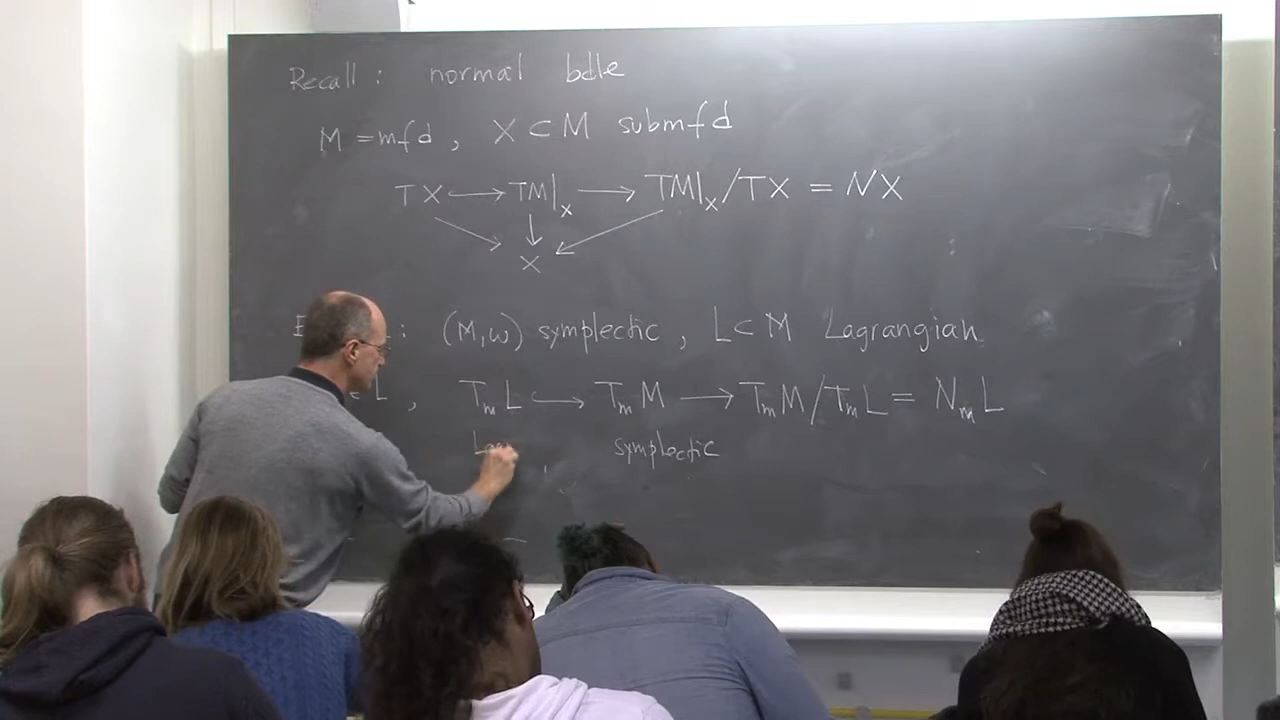 Recall : normal bdle
M = mfd , X ⊂ M submfd
TX ⟶ TM|x ⟶ TM|x/TX = NX
X
: (M,ω) symplectic , L ⊂ M Lagrangian
L , TmL ⟶ TmM ⟶ TmM/TmL = NmL
symplectic